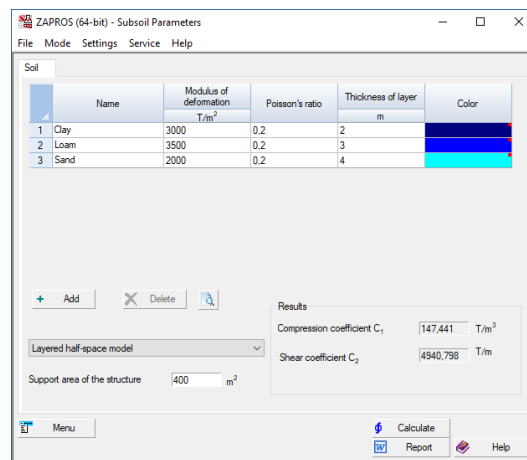 ZAPROS (64-bit) - Subsoil Parameters
File Mode Settings Service Help
Soil
Name Modulus of deformation Poisson's ratio Thickness of layer Color
T/m² m
1 Clay 3000 0,2 2
2 Loam 3500 0,2 3
3 Sand 2000 0,2 4
+ Add Delete
Results
Compression coefficient C₁ 147,441 T/m³
Layered half-space model
Shear coefficient C₂ 4940,798 T/m
Support area of the structure 400 m²
Menu Calculate
Report Help